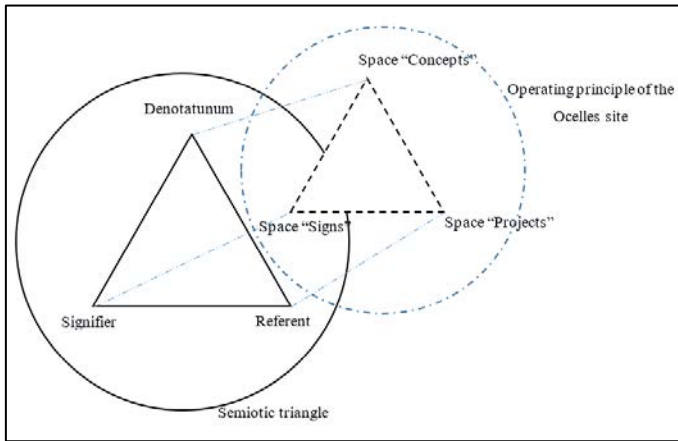 Space “Concepts”
Operating principle of the
Ocelles site
Denotatunum
Space “Signs”
Space “Projects”
Signifier
Referent
Semiotic triangle